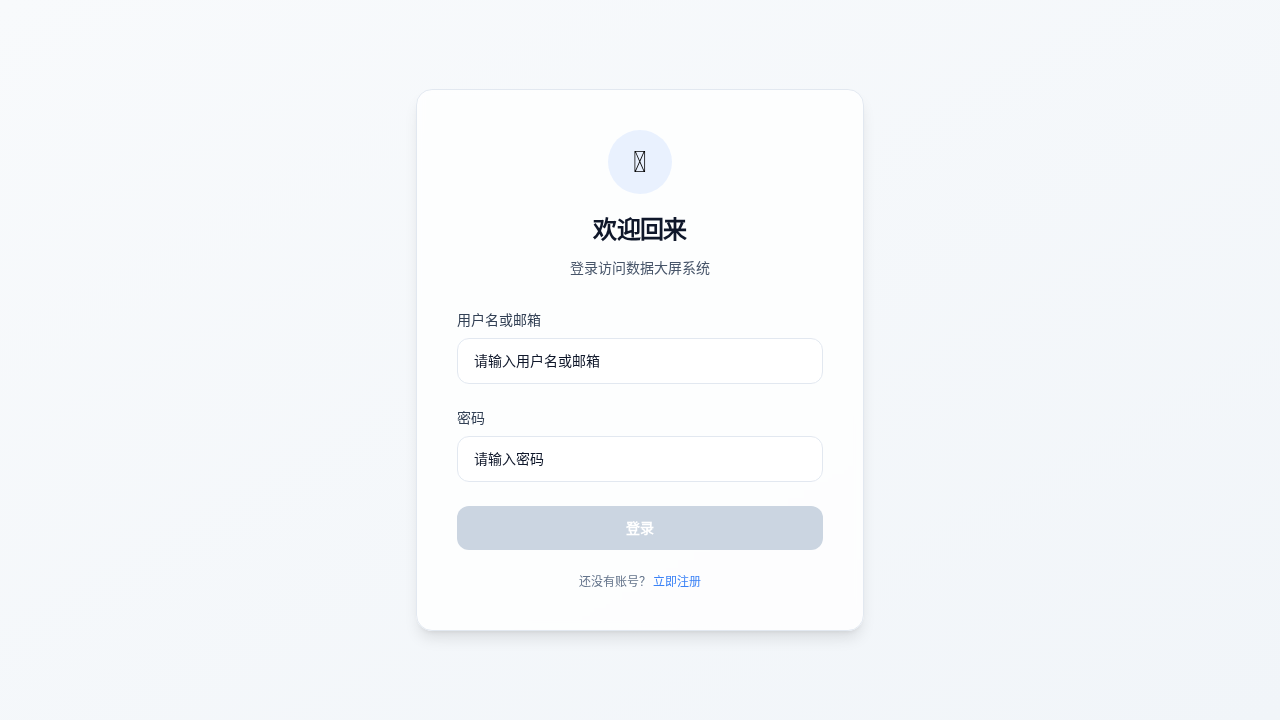 欢迎回来
登录访问数据大屏系统
用户名或邮箱
请输入用户名或邮箱
密码
请输入密码
登录
还没有账号？ 立即注册